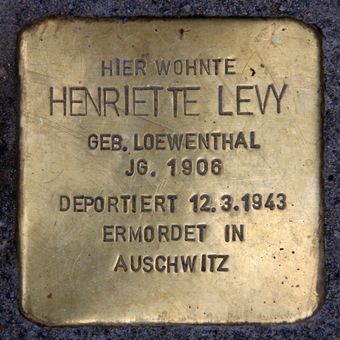 HIER WOHNTE
HENRIETTE LEVY
GEB. LOEWENTHAL
JG. 1906
DEPORTIERT 12.3.1943
ERMORDET IN
AUSCHWITZ